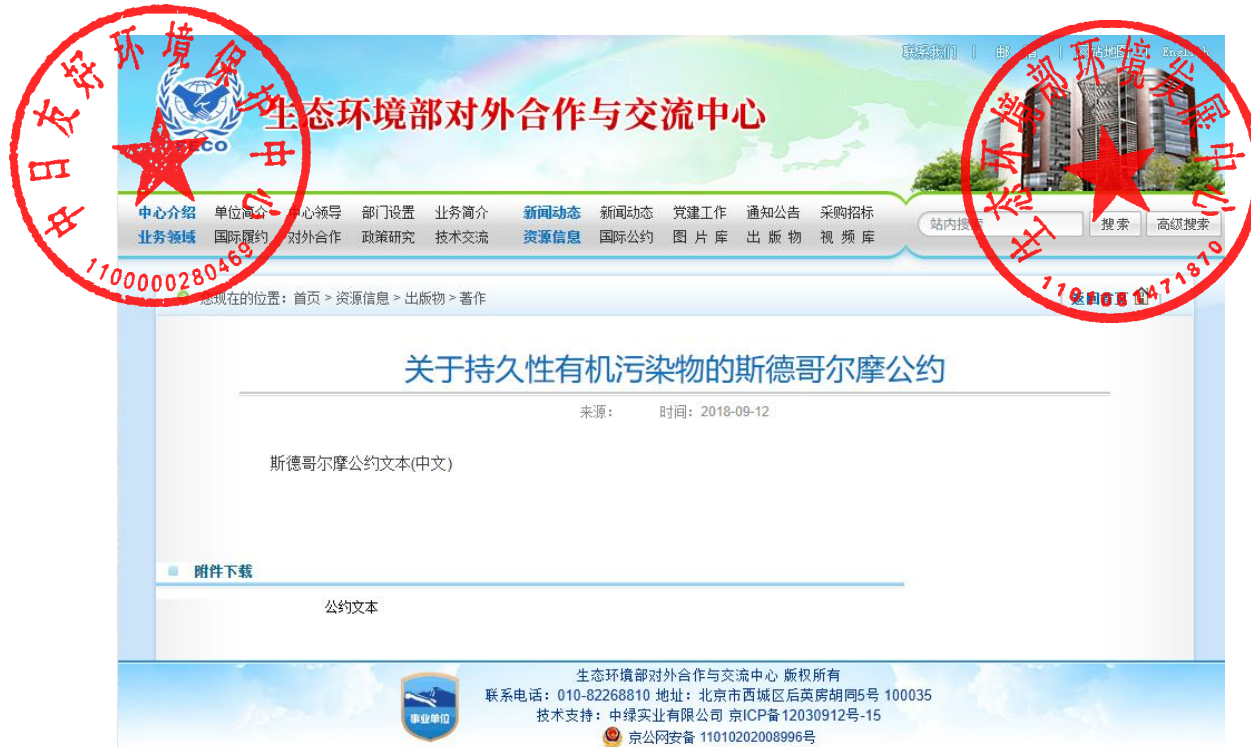 联系我们 | 邮 箱 | 网站地图 | English
生态环境部对外合作与交流中心
中日友好环境保护中心
1100000280469
生态环境部环境发展中心
中心介绍 单位简介 中心领导 部门设置 业务简介 新闻动态 新闻动态 党建工作 通知公告 采购招标
业务领域 国际履约 对外合作 政策研究 技术交流 资源信息 国际公约 图片库 出版物 视频库
站内搜索 搜索 高级搜索
您现在的位置：首页 > 资源信息 > 出版物 > 著作
返回首页
关于持久性有机污染物的斯德哥尔摩公约
来源： 时间：2018-09-12
斯德哥尔摩公约文本(中文)
附件下载
公约文本
生态环境部对外合作与交流中心 版权所有
联系电话：010-82268810 地址：北京市西城区后英房胡同5号 100035
事业单位
技术支持：中绿实业有限公司 京ICP备12030912号-15
京公网安备 11010202008996号